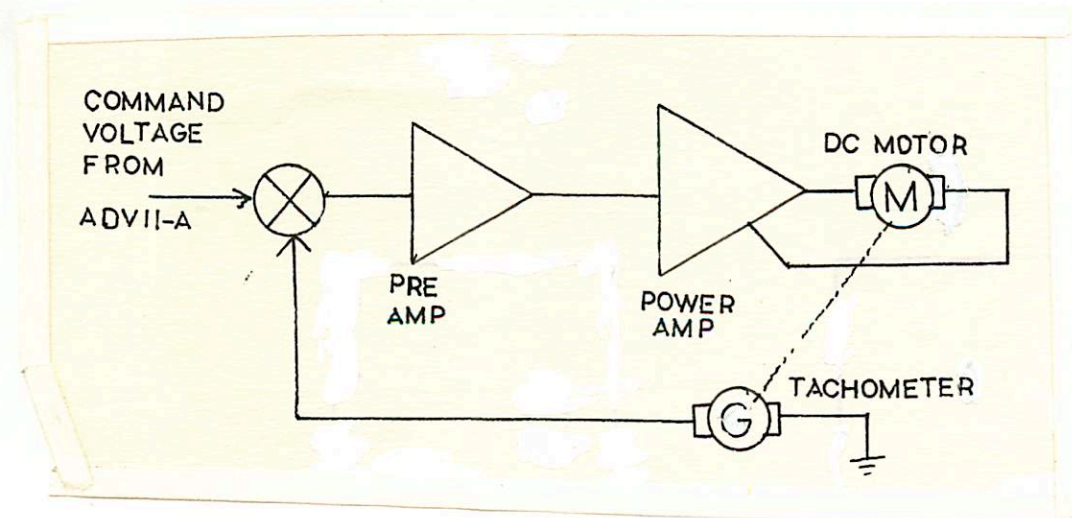 COMMAND
VOLTAGE
FROM
ADV11-A
PRE
AMP
POWER
AMP
DC MOTOR
M
TACHOMETER
G